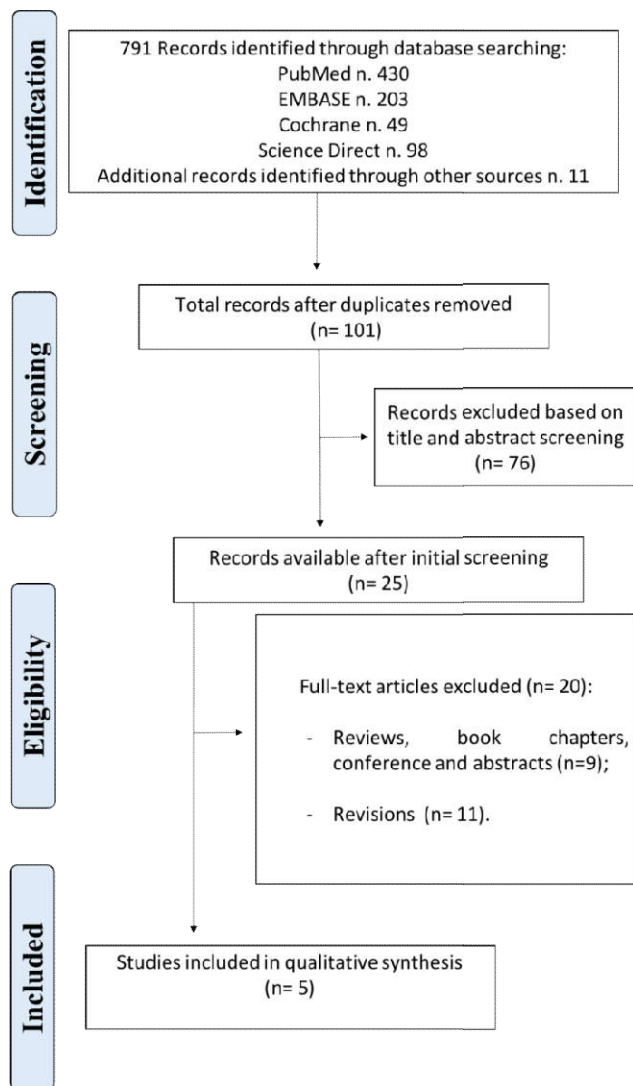 Identification
791 Records identified through database searching:
PubMed n. 430
EMBASE n. 203
Cochrane n. 49
Science Direct n. 98
Additional records identified through other sources n. 11
Screening
Total records after duplicates removed
(n= 101)
Records excluded based on
title and abstract screening
(n= 76)
Records available after initial screening
(n= 25)
Eligibility
Full-text articles excluded (n= 20):
- Reviews, book chapters,
conference and abstracts (n=9);
- Revisions (n= 11).
Included
Studies included in qualitative synthesis
(n= 5)